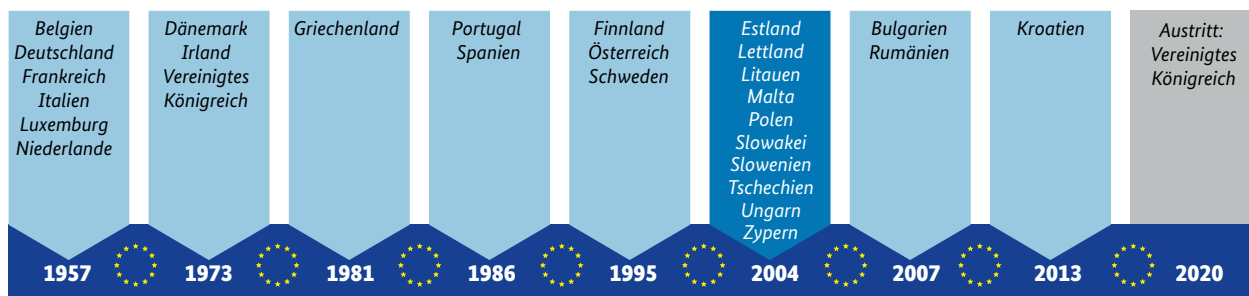 Belgien
Deutschland
Frankreich
Italien
Luxemburg
Niederlande
1957
Dänemark
Irland
Vereinigtes
Königreich
1973
Griechenland
1981
Portugal
Spanien
1986
Finnland
Österreich
Schweden
1995
Estland
Lettland
Litauen
Malta
Polen
Slowakei
Slowenien
Tschechien
Ungarn
Zypern
2004
Bulgarien
Rumänien
2007
Kroatien
2013
Austritt:
Vereinigtes
Königreich
2020